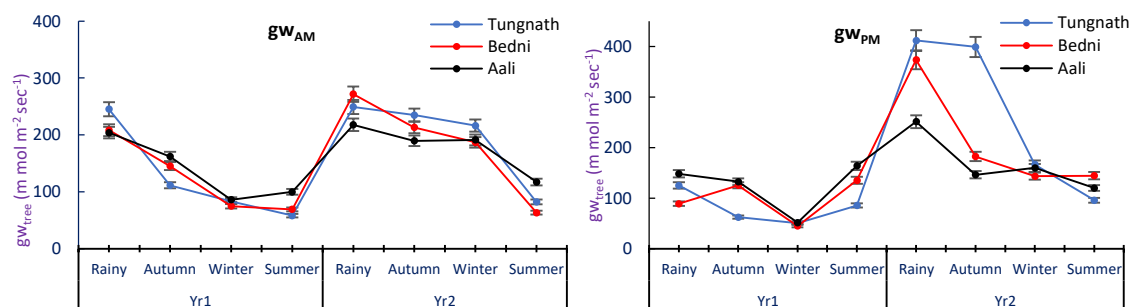 gwAM
Tungnath
Bedni
Aali
gwtree (m mol m-2 sec-1)
400
300
200
100
0
Rainy Autumn Winter Summer Rainy Autumn Winter Summer
Yr1 Yr2
gwPM
Tungnath
Bedni
Aali
gwtree (m mol m-2 sec-1)
400
300
200
100
0
Rainy Autumn Winter Summer Rainy Autumn Winter Summer
Yr1 Yr2